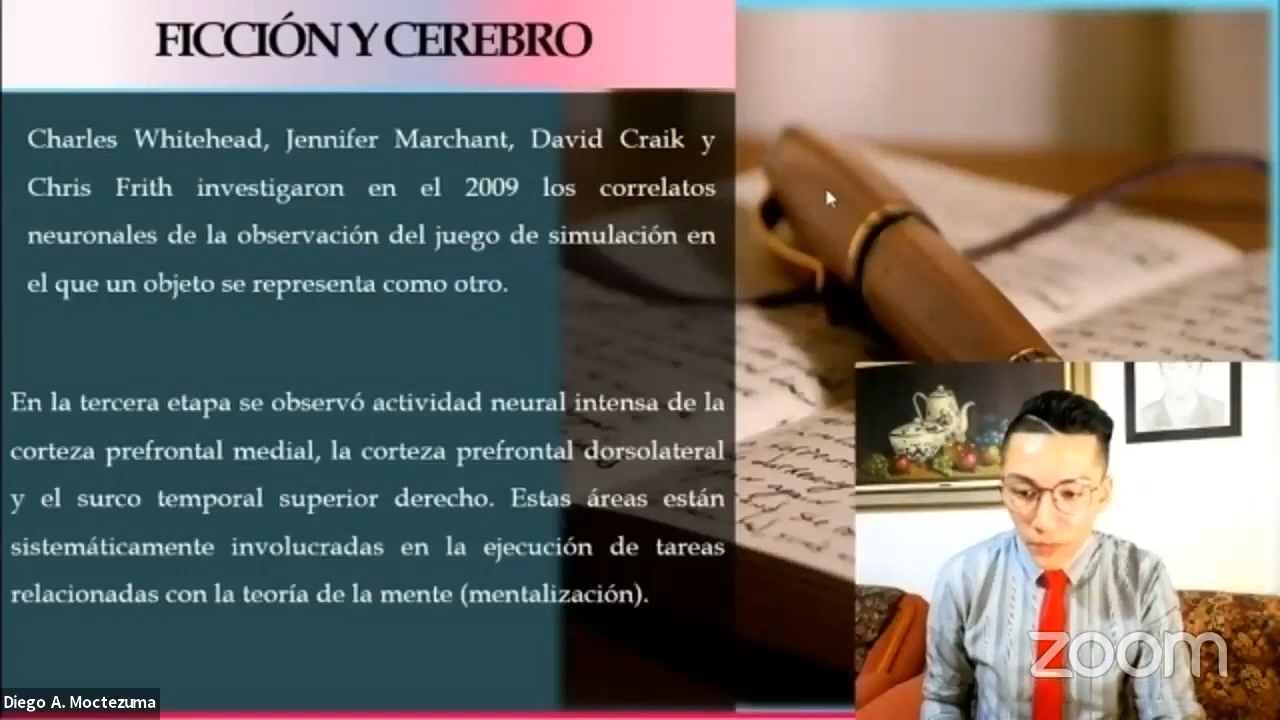 FICCIÓN Y CEREBRO
Charles Whitehead, Jennifer Marchant, David Craik y
Chris Frith investigaron en el 2009 los correlatos
neuronales de la observación del juego de simulación en
el que un objeto se representa como otro.
En la tercera etapa se observó actividad neural intensa de la
corteza prefrontal medial, la corteza prefrontal dorsolateral
y el surco temporal superior derecho. Estas áreas están
sistemáticamente involucradas en la ejecución de tareas
relacionadas con la teoría de la mente (mentalización).
zoom
Diego A. Moctezuma